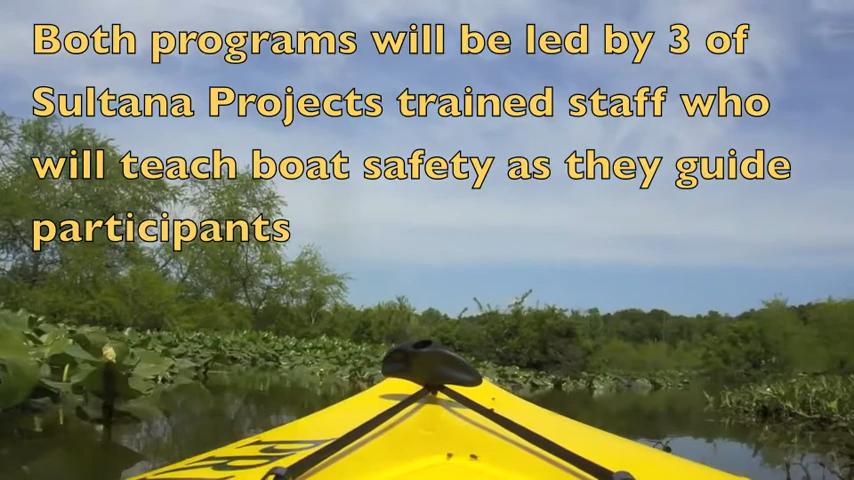 Both programs will be led by 3 of
Sultana Projects trained staff who
will teach boat safety as they guide
participants